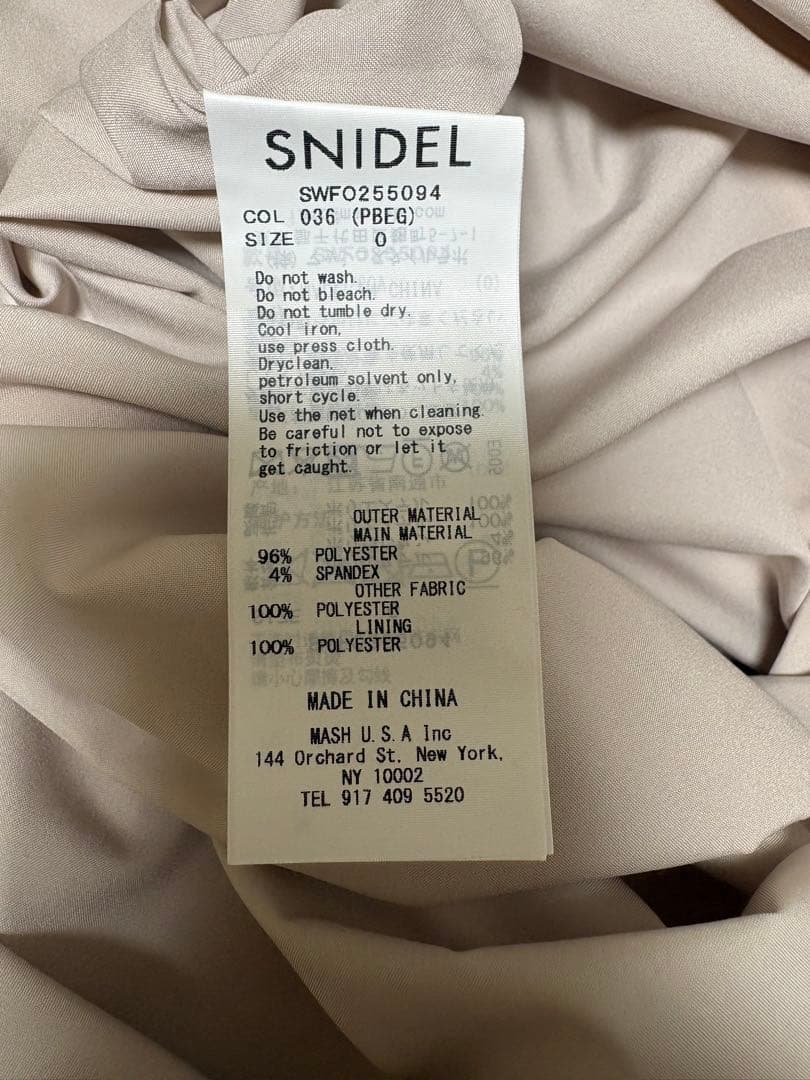 SNIDEL
SWFO255094
COL 036 (PBEG)
SIZE 0
Do not wash.
Do not bleach.
Do not tumble dry.
Cool iron,
use press cloth.
Dryclean,
petroleum solvent only,
short cycle.
Use the net when cleaning.
Be careful not to expose
to friction or let it
get caught.
OUTER MATERIAL
MAIN MATERIAL
96% POLYESTER
4% SPANDEX
OTHER FABRIC
100% POLYESTER
LINING
100% POLYESTER
MADE IN CHINA
MASH U.S.A Inc
144 Orchard St. New York,
NY 10002
TEL 917 409 5520